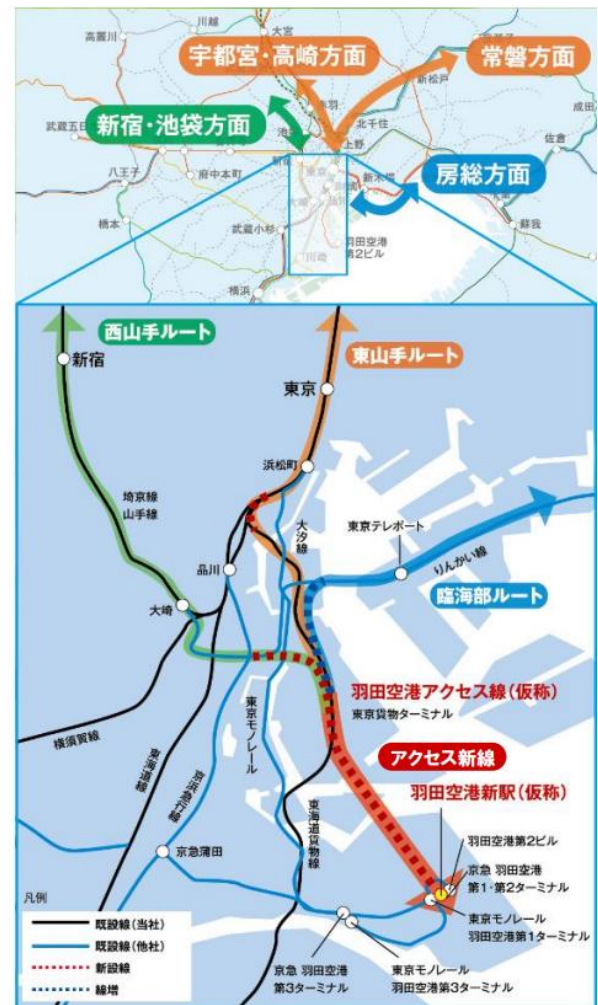 川越
大宮
高麗川
宇都宮・高崎方面
常磐方面
新松戸
成田
赤羽
新宿・池袋方面
北千住
武蔵五日
池袋
上野
佐倉
八王子
府中本町
東京
新木場
房総方面
橋本
武蔵小杉
羽田空港
第2ビル
川崎
蘇我
横浜
西山手ルート
東山手ルート
新宿
東京
浜松町
埼京線
山手線
大汐線
東京テレポート
りんかい線
品川
臨海部ルート
大崎
羽田空港アクセス線(仮称)
東京貨物ターミナル
東京モノレール
横須賀線
東海道線
京浜急行線
アクセス新線
羽田空港新駅(仮称)
東海道貨物線
羽田空港第2ビル
京急蒲田
京急 羽田空港
第1・第2ターミナル
凡例
東京モノレール
羽田空港第1ターミナル
既設線(当社)
既設線(他社)
新設線
線増
京急 羽田空港
第3ターミナル
東京モノレール
羽田空港第3ターミナル